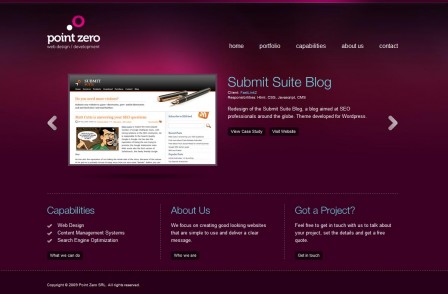 point zero
web design / development
home portfolio capabilities about us contact
SUBMIT
Submit Suite Blog
Client: FastLink2
Responsibilities: Html, CSS, Javascript, CMS
Redesign of the Submit Suite Blog, a blog aimed at SEO
professionals around the globe. Theme developed for Wordpress.
View Case Study Visit Website
Capabilities
Web Design
Content Management Systems
Search Engine Optimization
What we can do
About Us
We focus on creating good looking websites
that are simple to use and deliver a clear
message.
Who we are
Got a Project?
Feel free to get in touch with us to talk about
your project, set the details and get a free
quote.
Get in touch
Copyright © 2009 Point Zero SRL. All rights reserved.